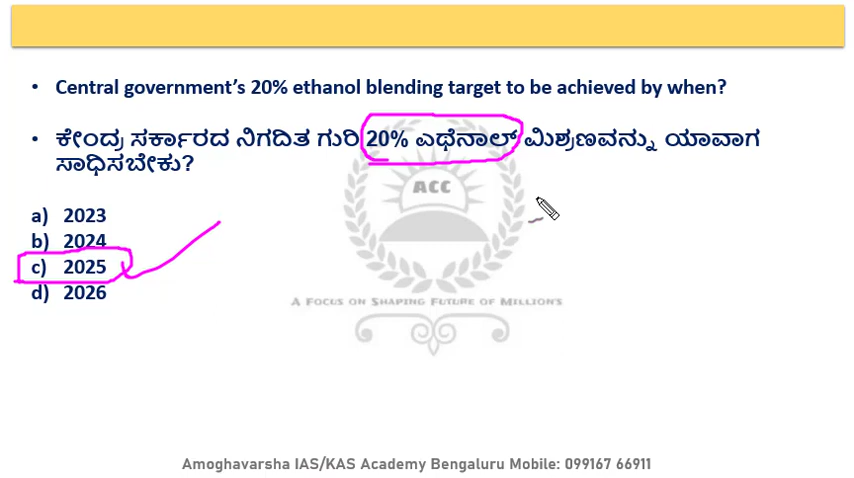 • Central government's 20% ethanol blending target to be achieved by when?
• ಕೇಂದ್ರ ಸರ್ಕಾರದ ನಿಗದಿತ ಗುರಿ 20% ಎಥೆನಾಲ್ ಮಿಶ್ರಣವನ್ನು ಯಾವಾಗ
ಸಾಧಿಸಬೇಕು?
ACC
a) 2023
b) 2024
c) 2025
d) 2026
A Focus on Shaping Future of Million's
Amoghavarsha IAS/KAS Academy Bengaluru Mobile: 099167 66911